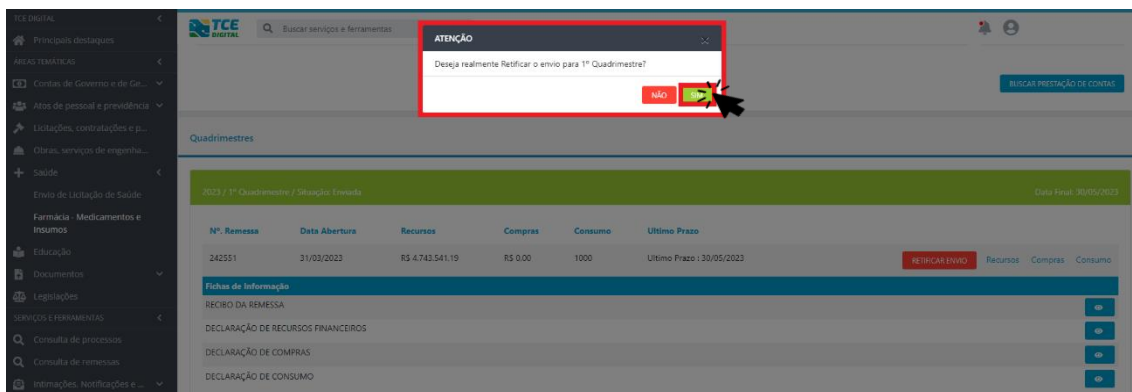 TCE DIGITAL
Principais destaques
ÁREAS TEMÁTICAS
Contas de Governo e de Ge...
Atos de pessoal e previdência
Licitações, contratações e p...
Obras, serviços de engenha...
Saúde
Envio de Licitação de Saúde
Farmácia - Medicamentos e
Insumos
Educação
Documentos
Legislações
SERVIÇOS E FERRAMENTAS
Consulta de processos
Consulta de remessas
Intimações, Notificações e ...
TCE
DIGITAL
Buscar serviços e ferramentas
ATENÇÃO
Deseja realmente Retificar o envio para 1º Quadrimestre?
NÃO SIM
BUSCAR PRESTAÇÃO DE CONTAS
Quadrimestres
2023 / 1º Quadrimestre / Situação: Enviada Data Final: 30/05/2023
Nº. Remessa Data Abertura Recursos Compras Consumo Ultimo Prazo
242551 31/03/2023 R$ 4.743.541.19 R$ 0.00 1000 Ultimo Prazo : 30/05/2023 RETIFICAR ENVIO Recursos Compras Consumo
Fichas de Informação
RECIBO DA REMESSA
DECLARAÇÃO DE RECURSOS FINANCEIROS
DECLARAÇÃO DE COMPRAS
DECLARAÇÃO DE CONSUMO